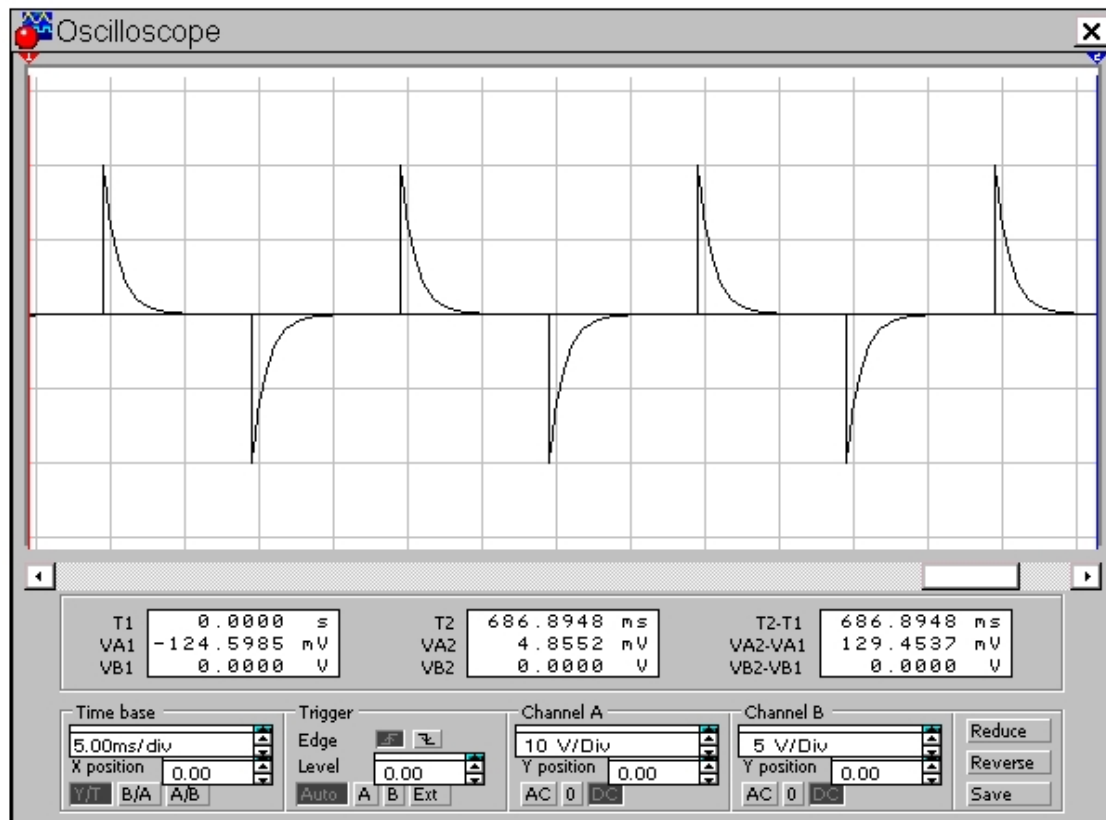 Oscilloscope
1
2
T1 0.0000 s T2 686.8948 ms T2-T1 686.8948 ms
VA1 -124.5985 mV VA2 4.8552 mV VA2-VA1 129.4537 mV
VB1 0.0000 V VB2 0.0000 V VB2-VB1 0.0000 V
Time base Trigger Channel A Channel B
5.00ms/div Edge 10 V/Div 5 V/Div Reduce
X position 0.00 Level 0.00 Y position 0.00 Y position 0.00 Reverse
Y/T B/A A/B Auto A B Ext AC 0 DC AC 0 DC Save